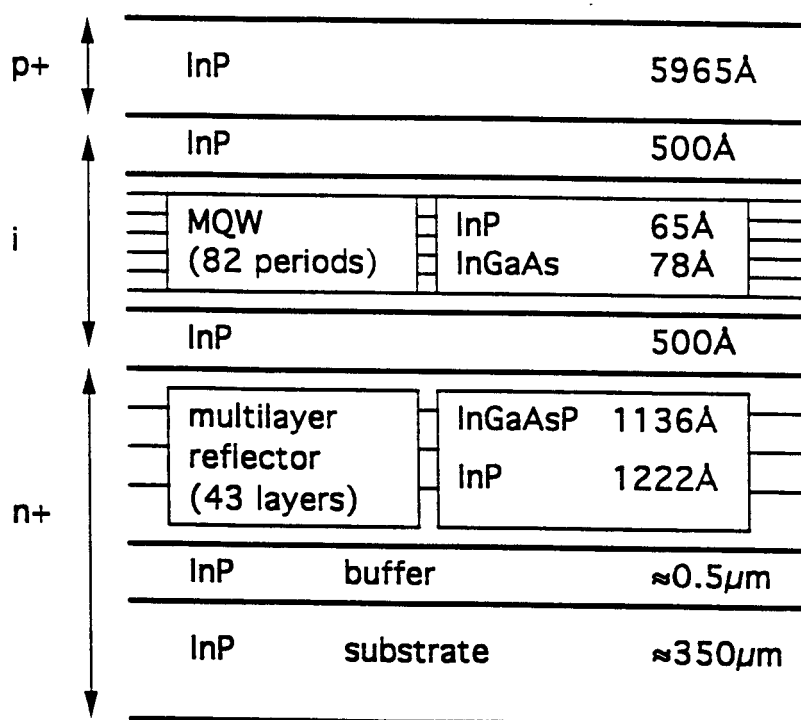 p+ InP 5965Å
InP 500Å
i
MQW InP 65Å
(82 periods) InGaAs 78Å
InP 500Å
multilayer InGaAsP 1136Å
reflector InP 1222Å
(43 layers)
n+
InP buffer ≈0.5µm
InP substrate ≈350µm